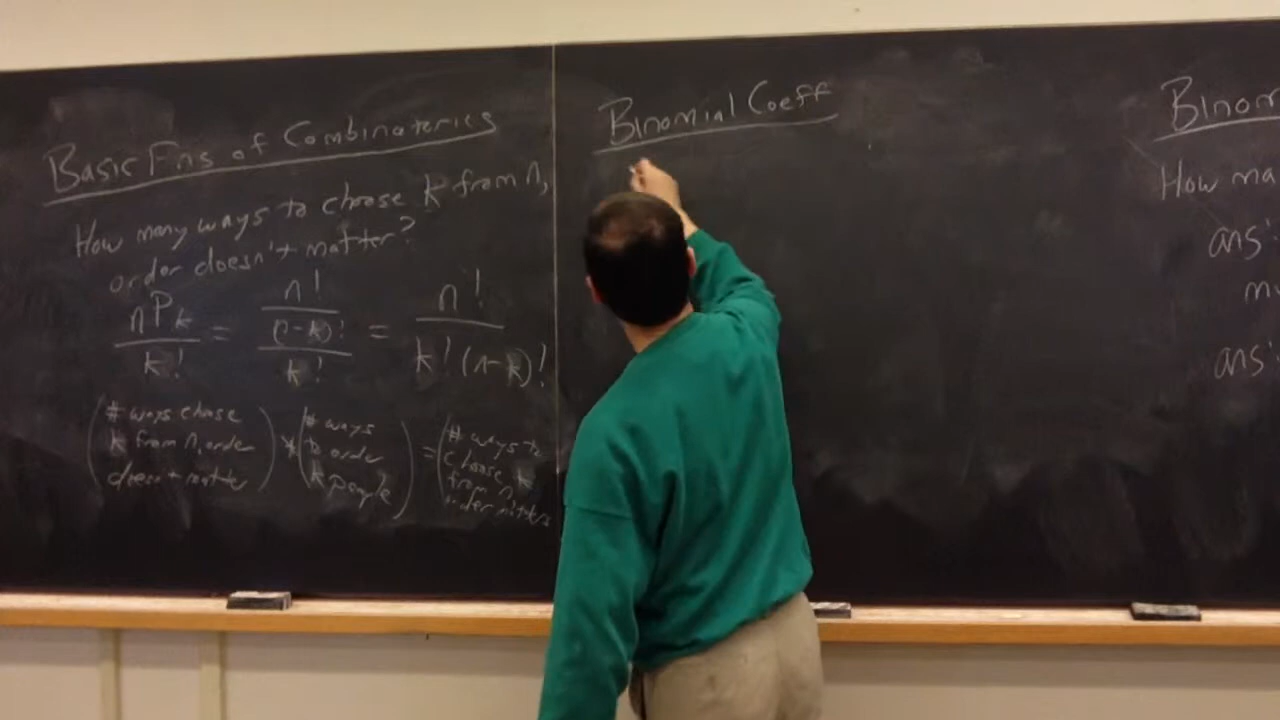 Basic Fns of Combinatorics
How many ways to choose k from n,
order doesn't matter?
nPk / k! = n! / (n-k)! / k! = n! / k!(n-k)!
(# ways chose k from n, order doesn't matter) * (# ways to order k people) = (# ways to choose k from n, order matters
Binomial Coeff
Binom
How ma
ans:
ans: